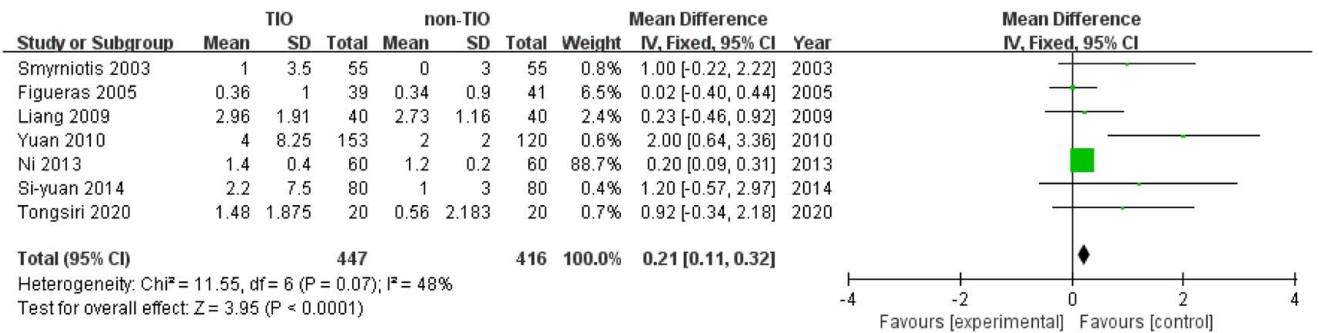 TIO non-TIO Mean Difference Mean Difference
Study or Subgroup Mean SD Total Mean SD Total Weight IV, Fixed, 95% CI Year IV, Fixed, 95% CI
Smyrniotis 2003 1 3.5 55 0 3 55 0.8% 1.00 [-0.22, 2.22] 2003
Figueras 2005 0.36 1 39 0.34 0.9 41 6.5% 0.02 [-0.40, 0.44] 2005
Liang 2009 2.96 1.91 40 2.73 1.16 40 2.4% 0.23 [-0.46, 0.92] 2009
Yuan 2010 4 8.25 153 2 2 120 0.6% 2.00 [0.64, 3.36] 2010
Ni 2013 1.4 0.4 60 1.2 0.2 60 88.7% 0.20 [0.09, 0.31] 2013
Si-yuan 2014 2.2 7.5 80 1 3 80 0.4% 1.20 [-0.57, 2.97] 2014
Tongsiri 2020 1.48 1.875 20 0.56 2.183 20 0.7% 0.92 [-0.34, 2.18] 2020
Total (95% CI) 447 416 100.0% 0.21 [0.11, 0.32]
Heterogeneity: Chi² = 11.55, df = 6 (P = 0.07); I² = 48%
Test for overall effect: Z = 3.95 (P < 0.0001)
-4 -2 0 2 4
Favours [experimental] Favours [control]